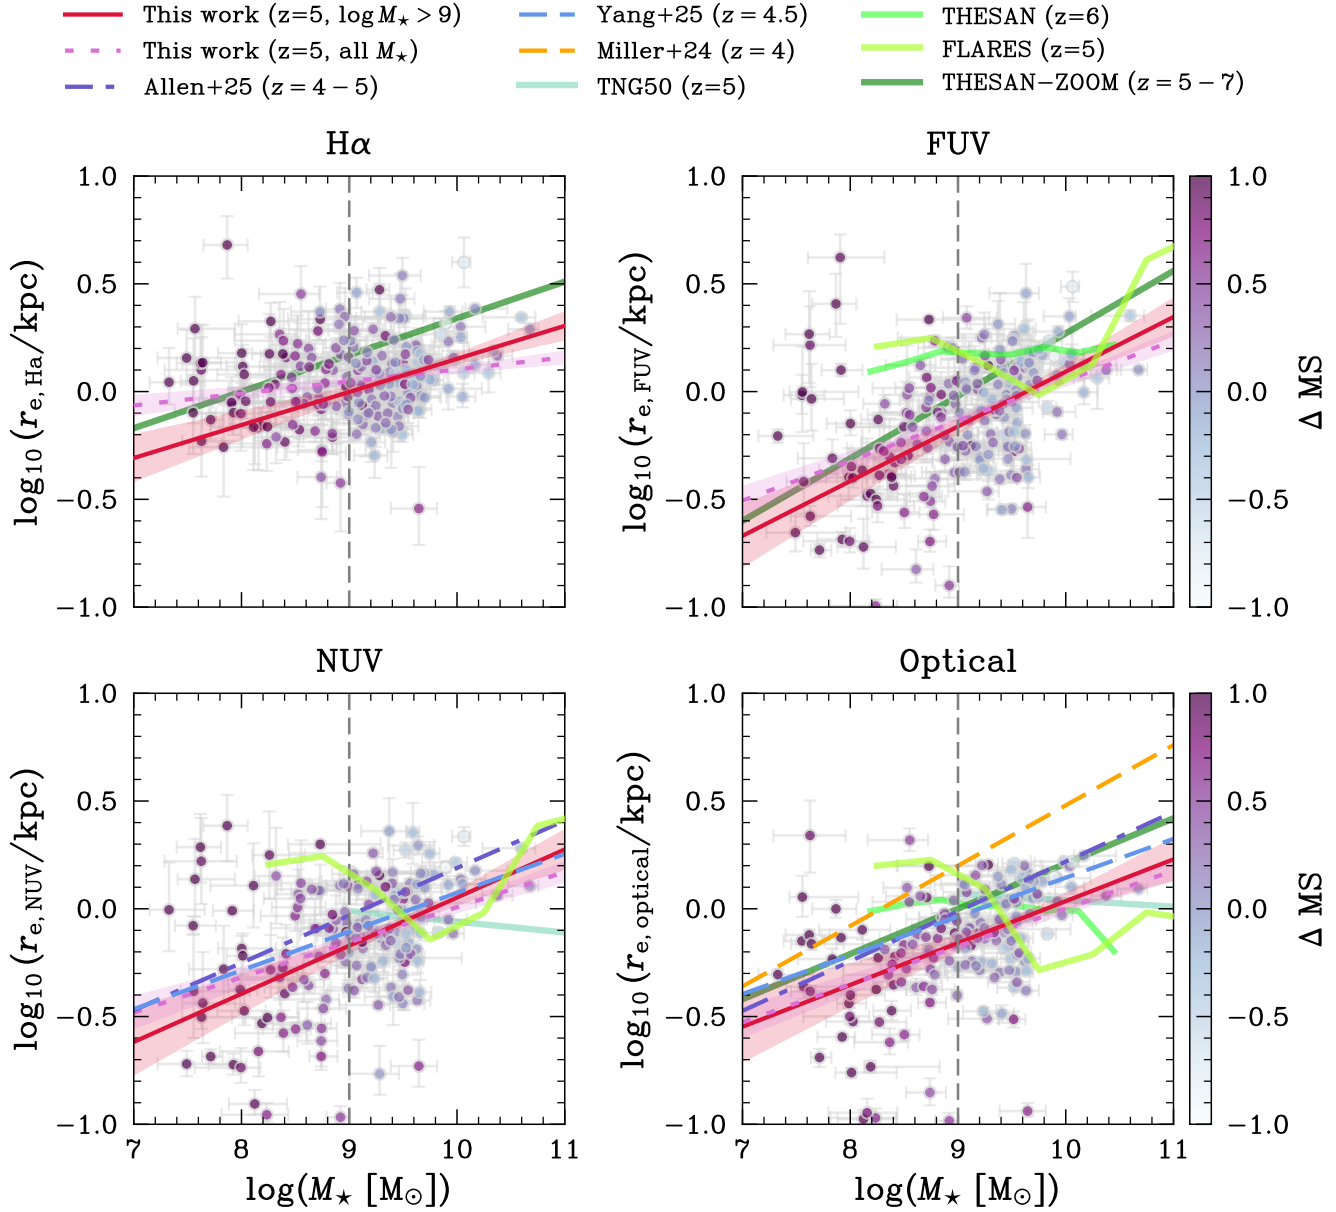 This work (z=5, log M⋆ > 9)
This work (z=5, all M⋆)
Allen+25 (z = 4 − 5)
Yang+25 (z = 4.5)
Miller+24 (z = 4)
TNG50 (z=5)
THESAN (z=6)
FLARES (z=5)
THESAN−ZOOM (z = 5 − 7)
Hα
1.0
0.5
0.0
−0.5
−1.0
log₁₀ (r e, Ha/kpc)
FUV
1.0
0.5
0.0
−0.5
−1.0
log₁₀ (r e, FUV/kpc)
1.0
0.5
0.0
−0.5
−1.0
Δ MS
NUV
1.0
0.5
0.0
−0.5
−1.0
7 8 9 10 11
log₁₀ (r e, NUV/kpc)
log(M⋆ [M⊙])
Optical
1.0
0.5
0.0
−0.5
−1.0
7 8 9 10 11
log₁₀ (r e, optical/kpc)
log(M⋆ [M⊙])
1.0
0.5
0.0
−0.5
−1.0
Δ MS